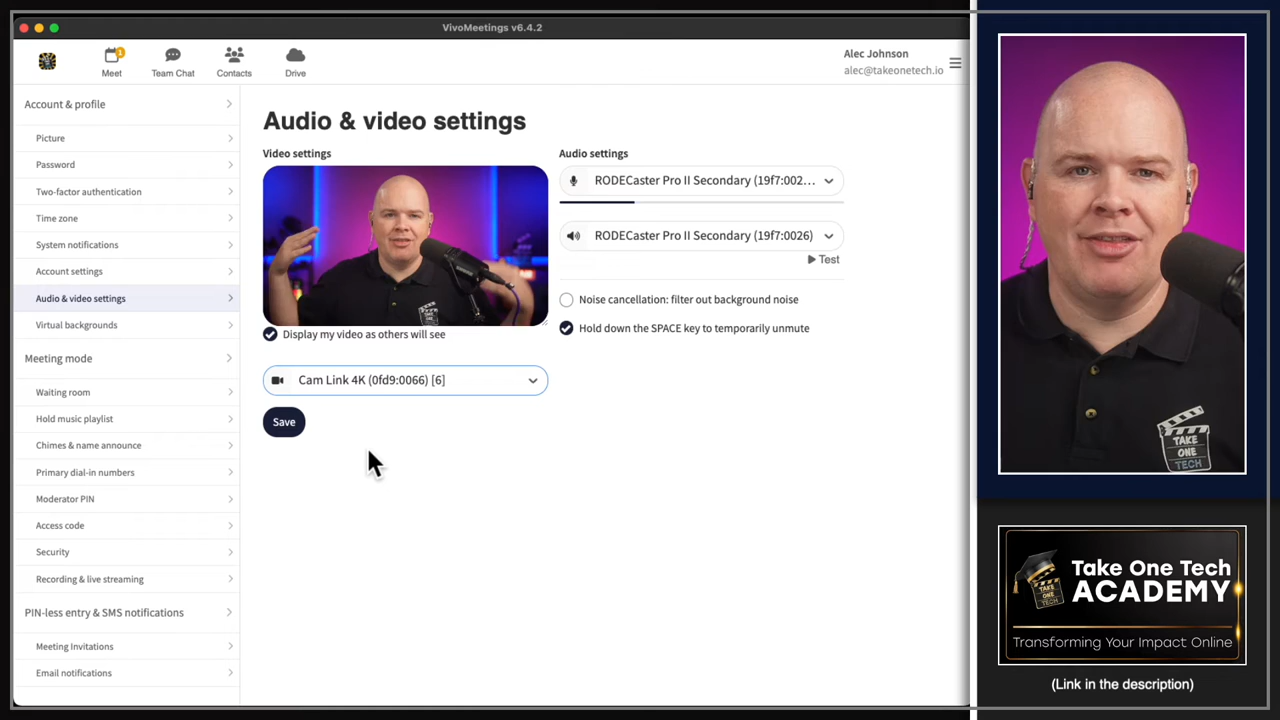 VivoMeetings v6.4.2
1
Meet
Team Chat
Contacts
Drive
Alec Johnson
alec@takeonetech.io
Account & profile
Picture
Password
Two-factor authentication
Time zone
System notifications
Account settings
Audio & video settings
Virtual backgrounds
Meeting mode
Waiting room
Hold music playlist
Chimes & name announce
Primary dial-in numbers
Moderator PIN
Access code
Security
Recording & live streaming
PIN-less entry & SMS notifications
Meeting Invitations
Email notifications
Audio & video settings
Video settings
Display my video as others will see
Cam Link 4K (0fd9:0066) [6]
Save
Audio settings
RODECaster Pro II Secondary (19f7:002...
RODECaster Pro II Secondary (19f7:0026)
Test
Noise cancellation: filter out background noise
Hold down the SPACE key to temporarily unmute
TAKE
ONE
TECH
Take One Tech
ACADEMY
Transforming Your Impact Online
(Link in the description)